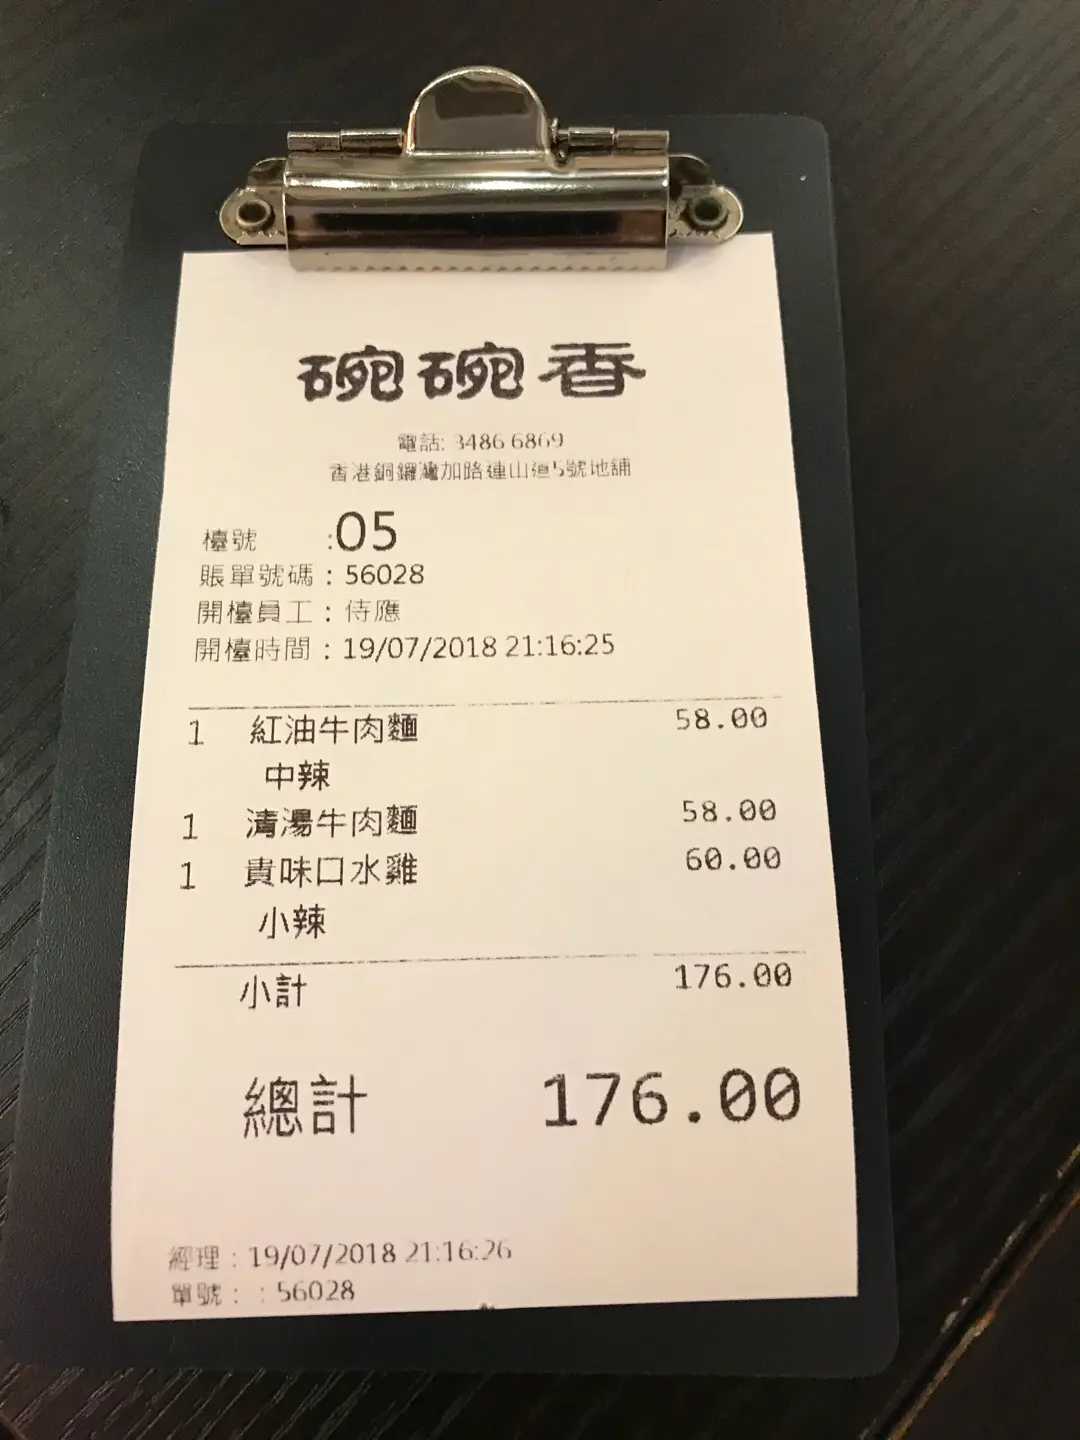 碗碗香
電話: 3486 6869
香港銅鑼灣加路連山道5號地舖
檯號 :05
賬單號碼：56028
開檯員工：侍應
開檯時間：19/07/2018 21:16:25
1 紅油牛肉麵 58.00
中辣
1 清湯牛肉麵 58.00
1 貴味口水雞 60.00
小辣
小計 176.00
總計 176.00
經理：19/07/2018 21:16:26
單號：：56028